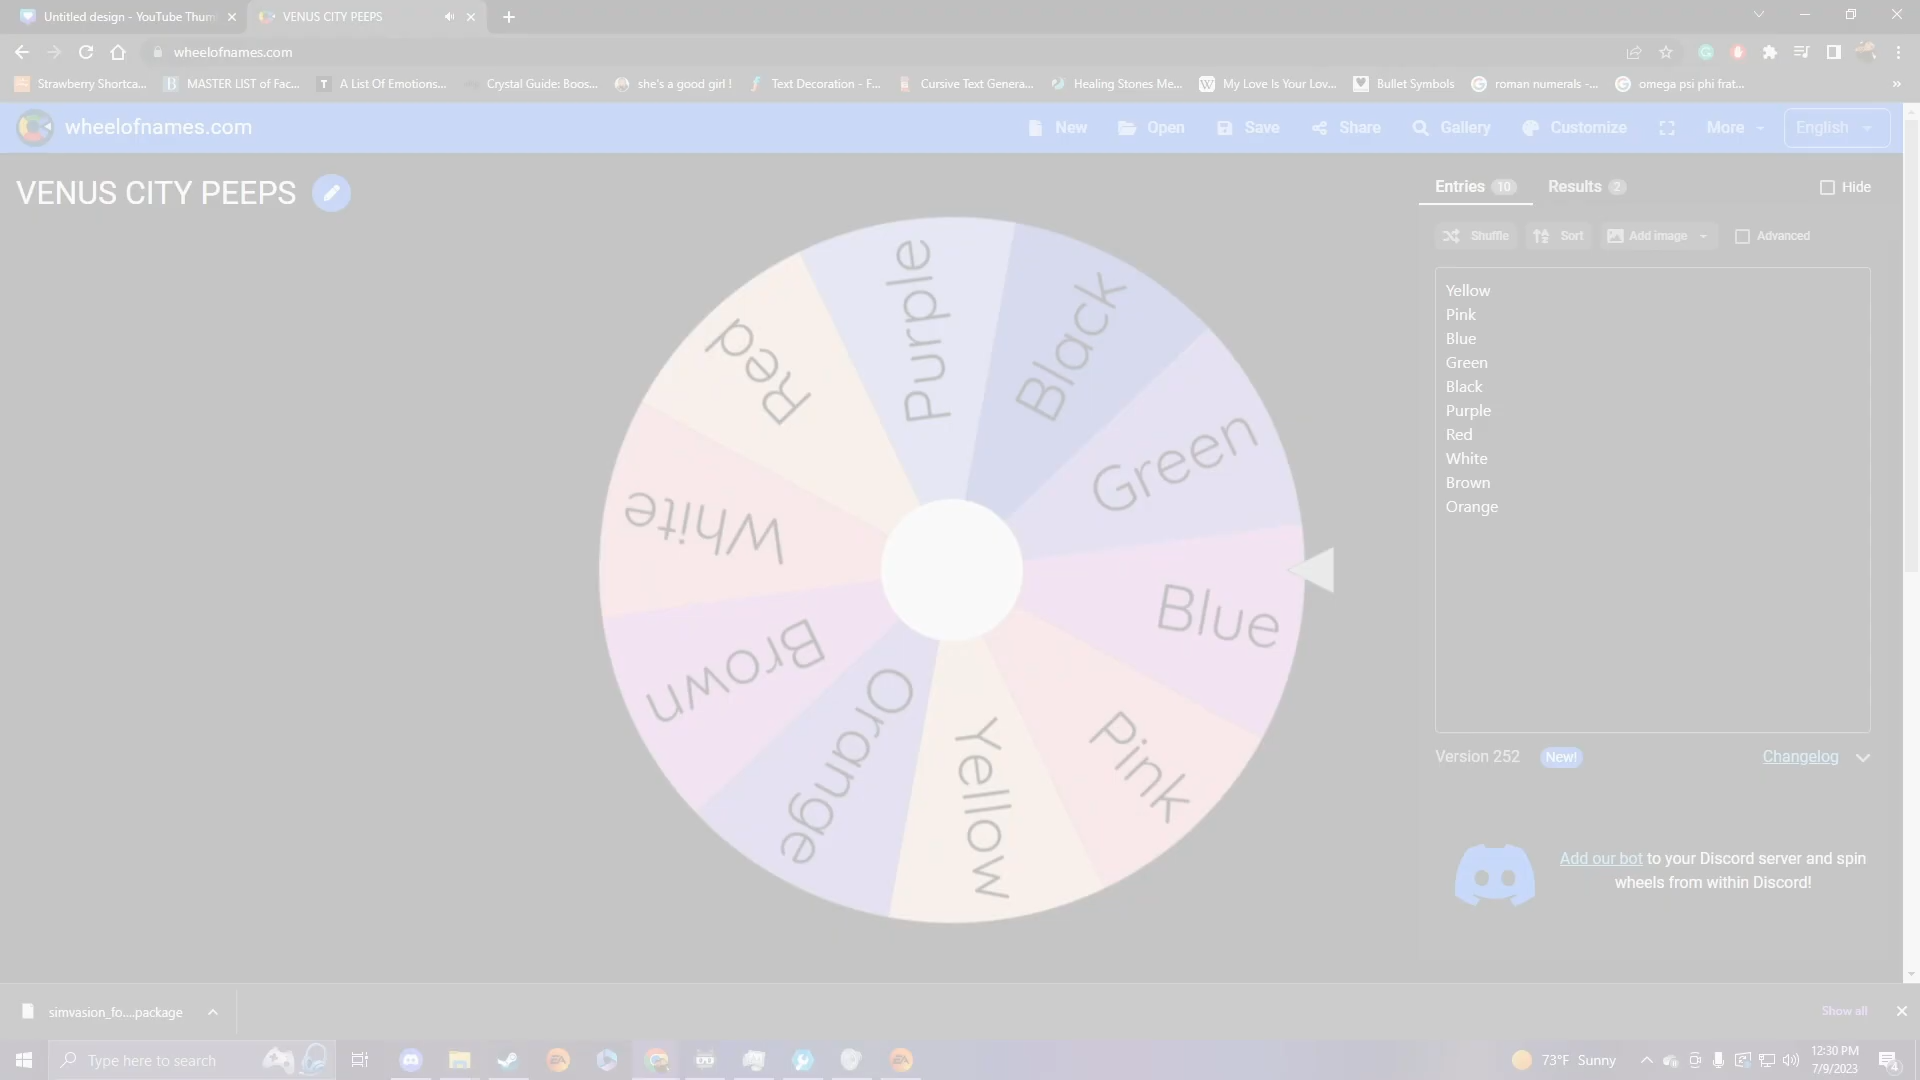 Untitled design - YouTube Thum
VENUS CITY PEEPS
wheelofnames.com
Strawberry Shortca...
MASTER LIST of Fac...
A List Of Emotions...
Crystal Guide: Boos...
she's a good girl !
Text Decoration - F...
Cursive Text Genera...
Healing Stones Me...
My Love Is Your Lov...
Bullet Symbols
roman numerals -...
omega psi phi frat...
wheelofnames.com
New
Open
Save
Share
Gallery
Customize
More
English
VENUS CITY PEEPS
Entries 10
Results 2
Hide
Shuffle
Sort
Add image
Advanced
Yellow
Pink
Blue
Green
Black
Purple
Red
White
Brown
Orange
Purple
Black
Green
Blue
Pink
Yellow
Orange
Brown
White
Red
Version 252
New!
Changelog
Add our bot to your Discord server and spin
wheels from within Discord!
simvasion_fo....package
Show all
Type here to search
73°F Sunny
12:30 PM
7/9/2023
4